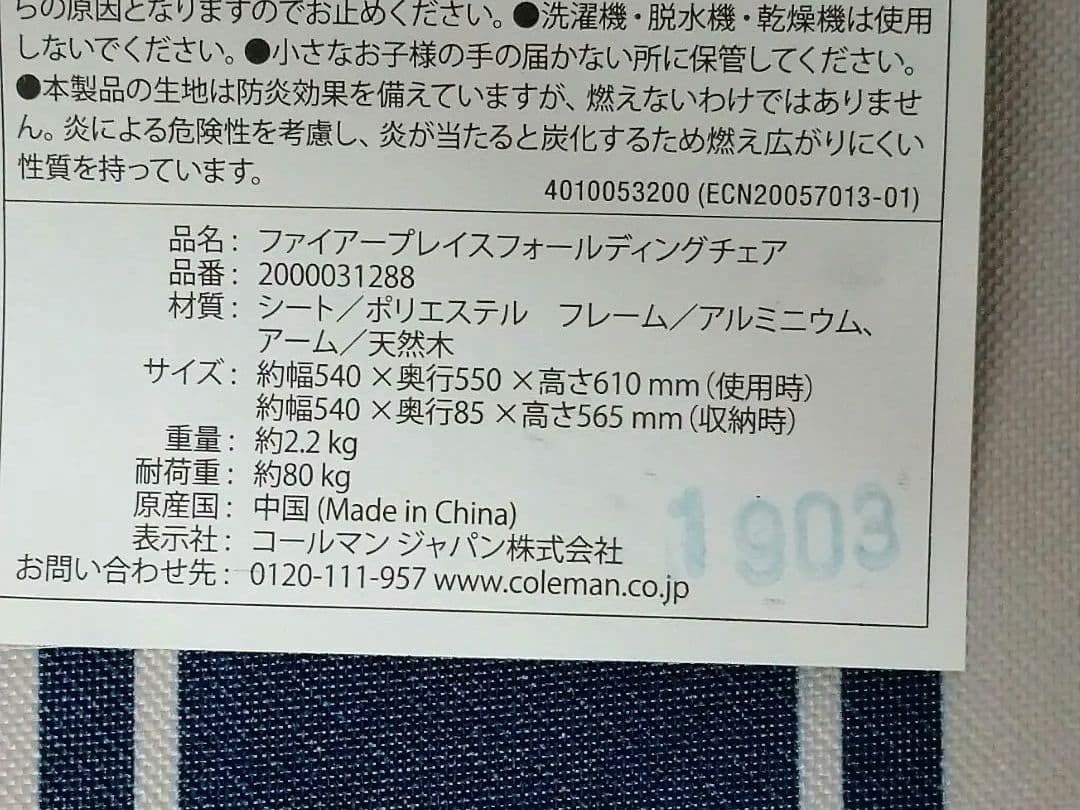 らの原因となりますのでお止めください。●洗濯機・脱水機・乾燥機は使用
しないでください。●小さなお子様の手の届かない所に保管してください。
●本製品の生地は防炎効果を備えていますが、燃えないわけではありませ
ん。炎による危険性を考慮し、炎が当たると炭化するため燃え広がりにくい
性質を持っています。
4010053200 (ECN20057013-01)
品名： ファイアープレイスフォールディングチェア
品番： 2000031288
材質： シート／ポリエステル　フレーム／アルミニウム、
アーム／天然木
サイズ： 約幅540 ×奥行550 ×高さ610 mm（使用時）
約幅540 ×奥行85 ×高さ565 mm（収納時）
重量： 約2.2 kg
耐荷重： 約80 kg
原産国： 中国 (Made in China)
表示社： コールマン ジャパン株式会社
お問い合わせ先： 0120-111-957 www.coleman.co.jp
1903